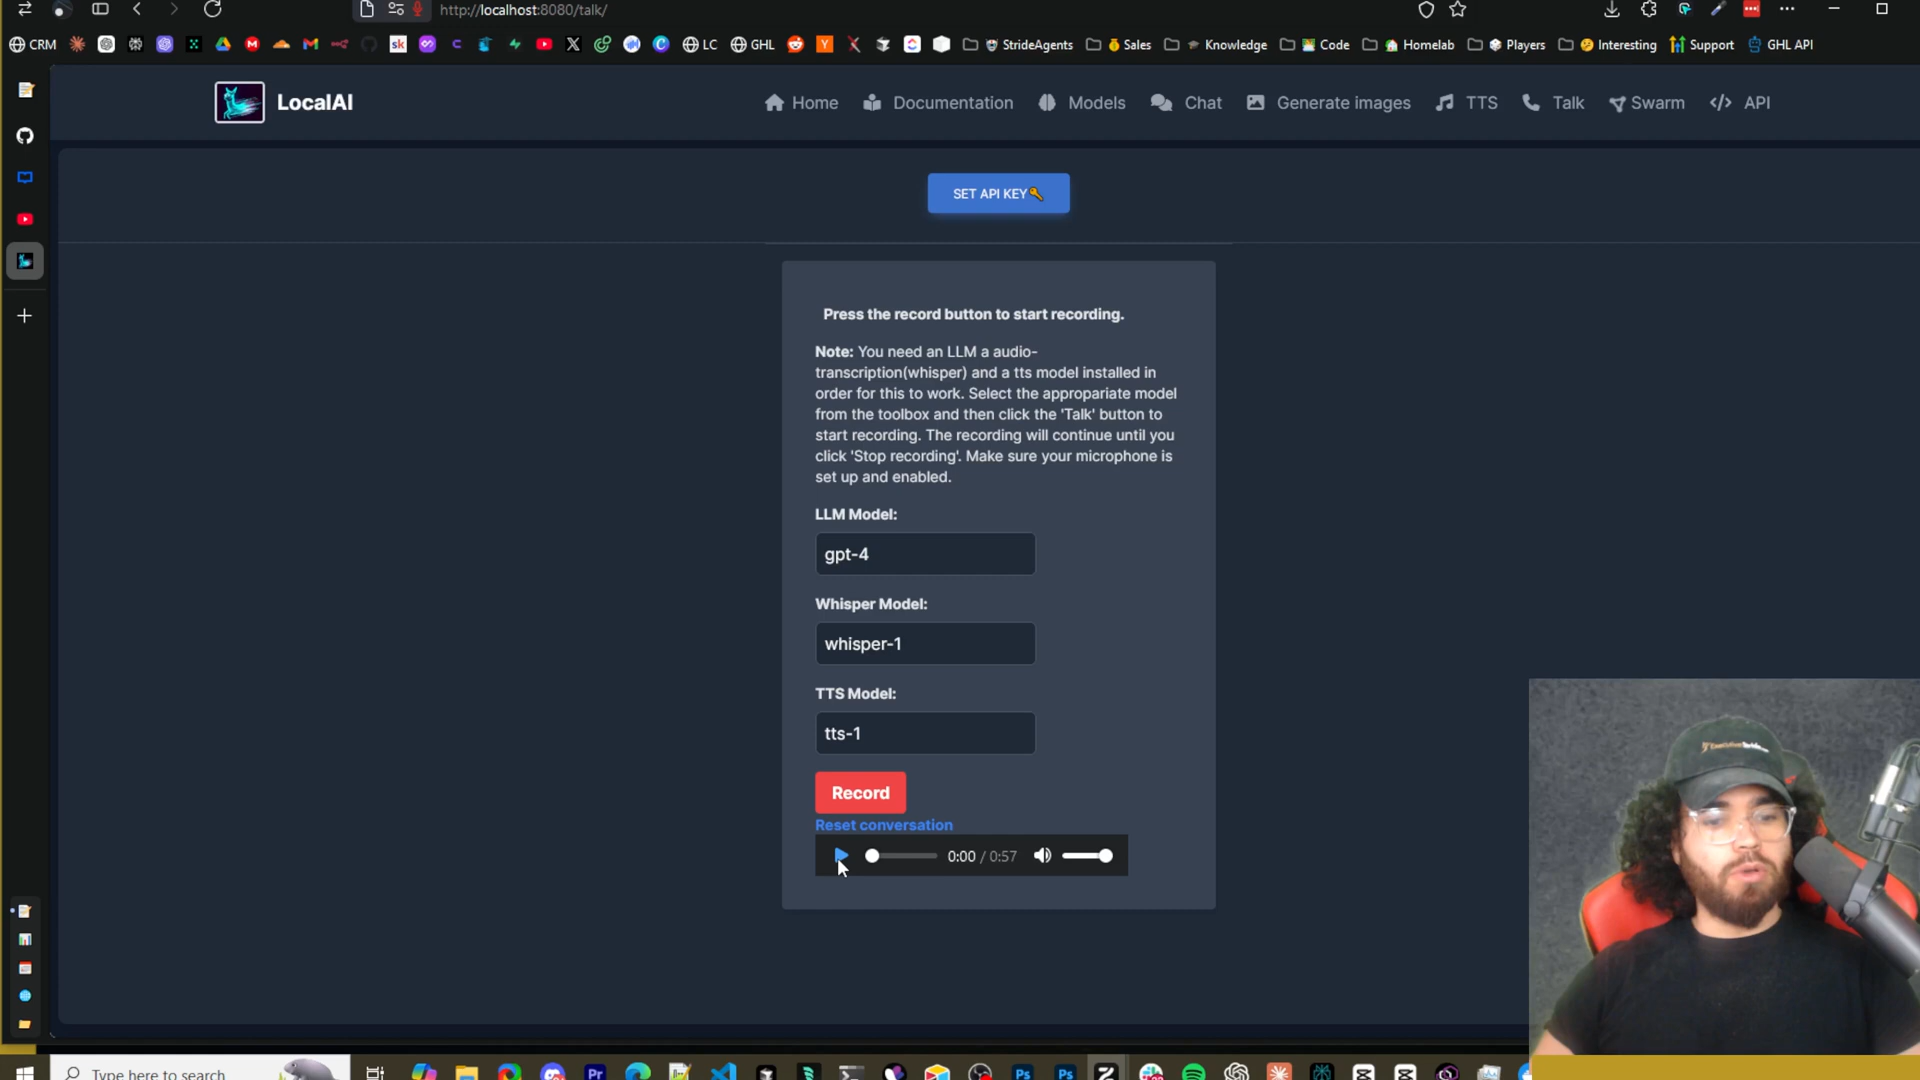 http://localhost:8080/talk/
CRM
LC
GHL
StrideAgents
Sales
Knowledge
Code
Homelab
Players
Interesting
Support
GHL API
LocalAI
Home
Documentation
Models
Chat
Generate images
TTS
Talk
Swarm
API
SET API KEY
Press the record button to start recording.
Note: You need an LLM a audio-
transcription(whisper) and a tts model installed in
order for this to work. Select the appropariate model
from the toolbox and then click the 'Talk' button to
start recording. The recording will continue until you
click 'Stop recording'. Make sure your microphone is
set up and enabled.
LLM Model:
gpt-4
Whisper Model:
whisper-1
TTS Model:
tts-1
Record
Reset conversation
0:00 / 0:57
Type here to search